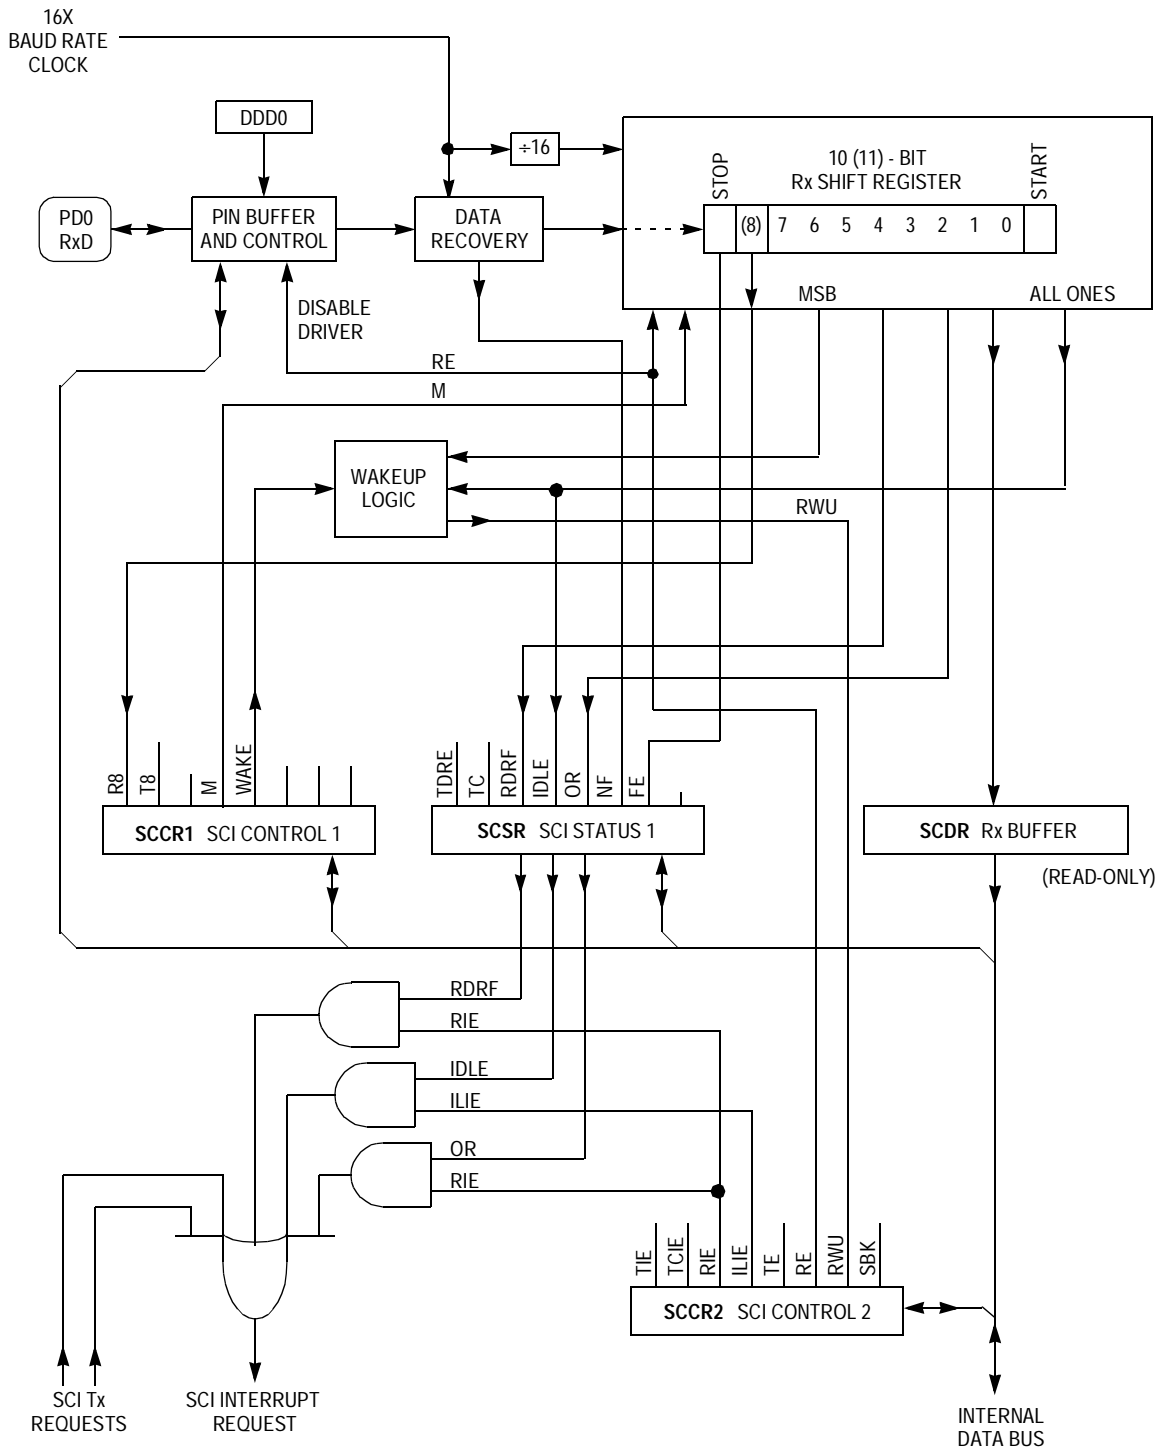 16X
BAUD RATE
CLOCK
DDD0
÷16
10 (11) - BIT
Rx SHIFT REGISTER
STOP
START
PD0
RxD
PIN BUFFER
AND CONTROL
DATA
RECOVERY
(8) 7 6 5 4 3 2 1 0
MSB
ALL ONES
DISABLE
DRIVER
RE
M
WAKEUP
LOGIC
RWU
R8
T8
M
WAKE
TDRE
TC
RDRF
IDLE
OR
NF
FE
SCCR1 SCI CONTROL 1
SCSR SCI STATUS 1
SCDR Rx BUFFER
(READ-ONLY)
RDRF
RIE
IDLE
ILIE
OR
RIE
TIE
TCIE
RIE
ILIE
TE
RE
RWU
SBK
SCCR2 SCI CONTROL 2
SCI Tx
REQUESTS
SCI INTERRUPT
REQUEST
INTERNAL
DATA BUS